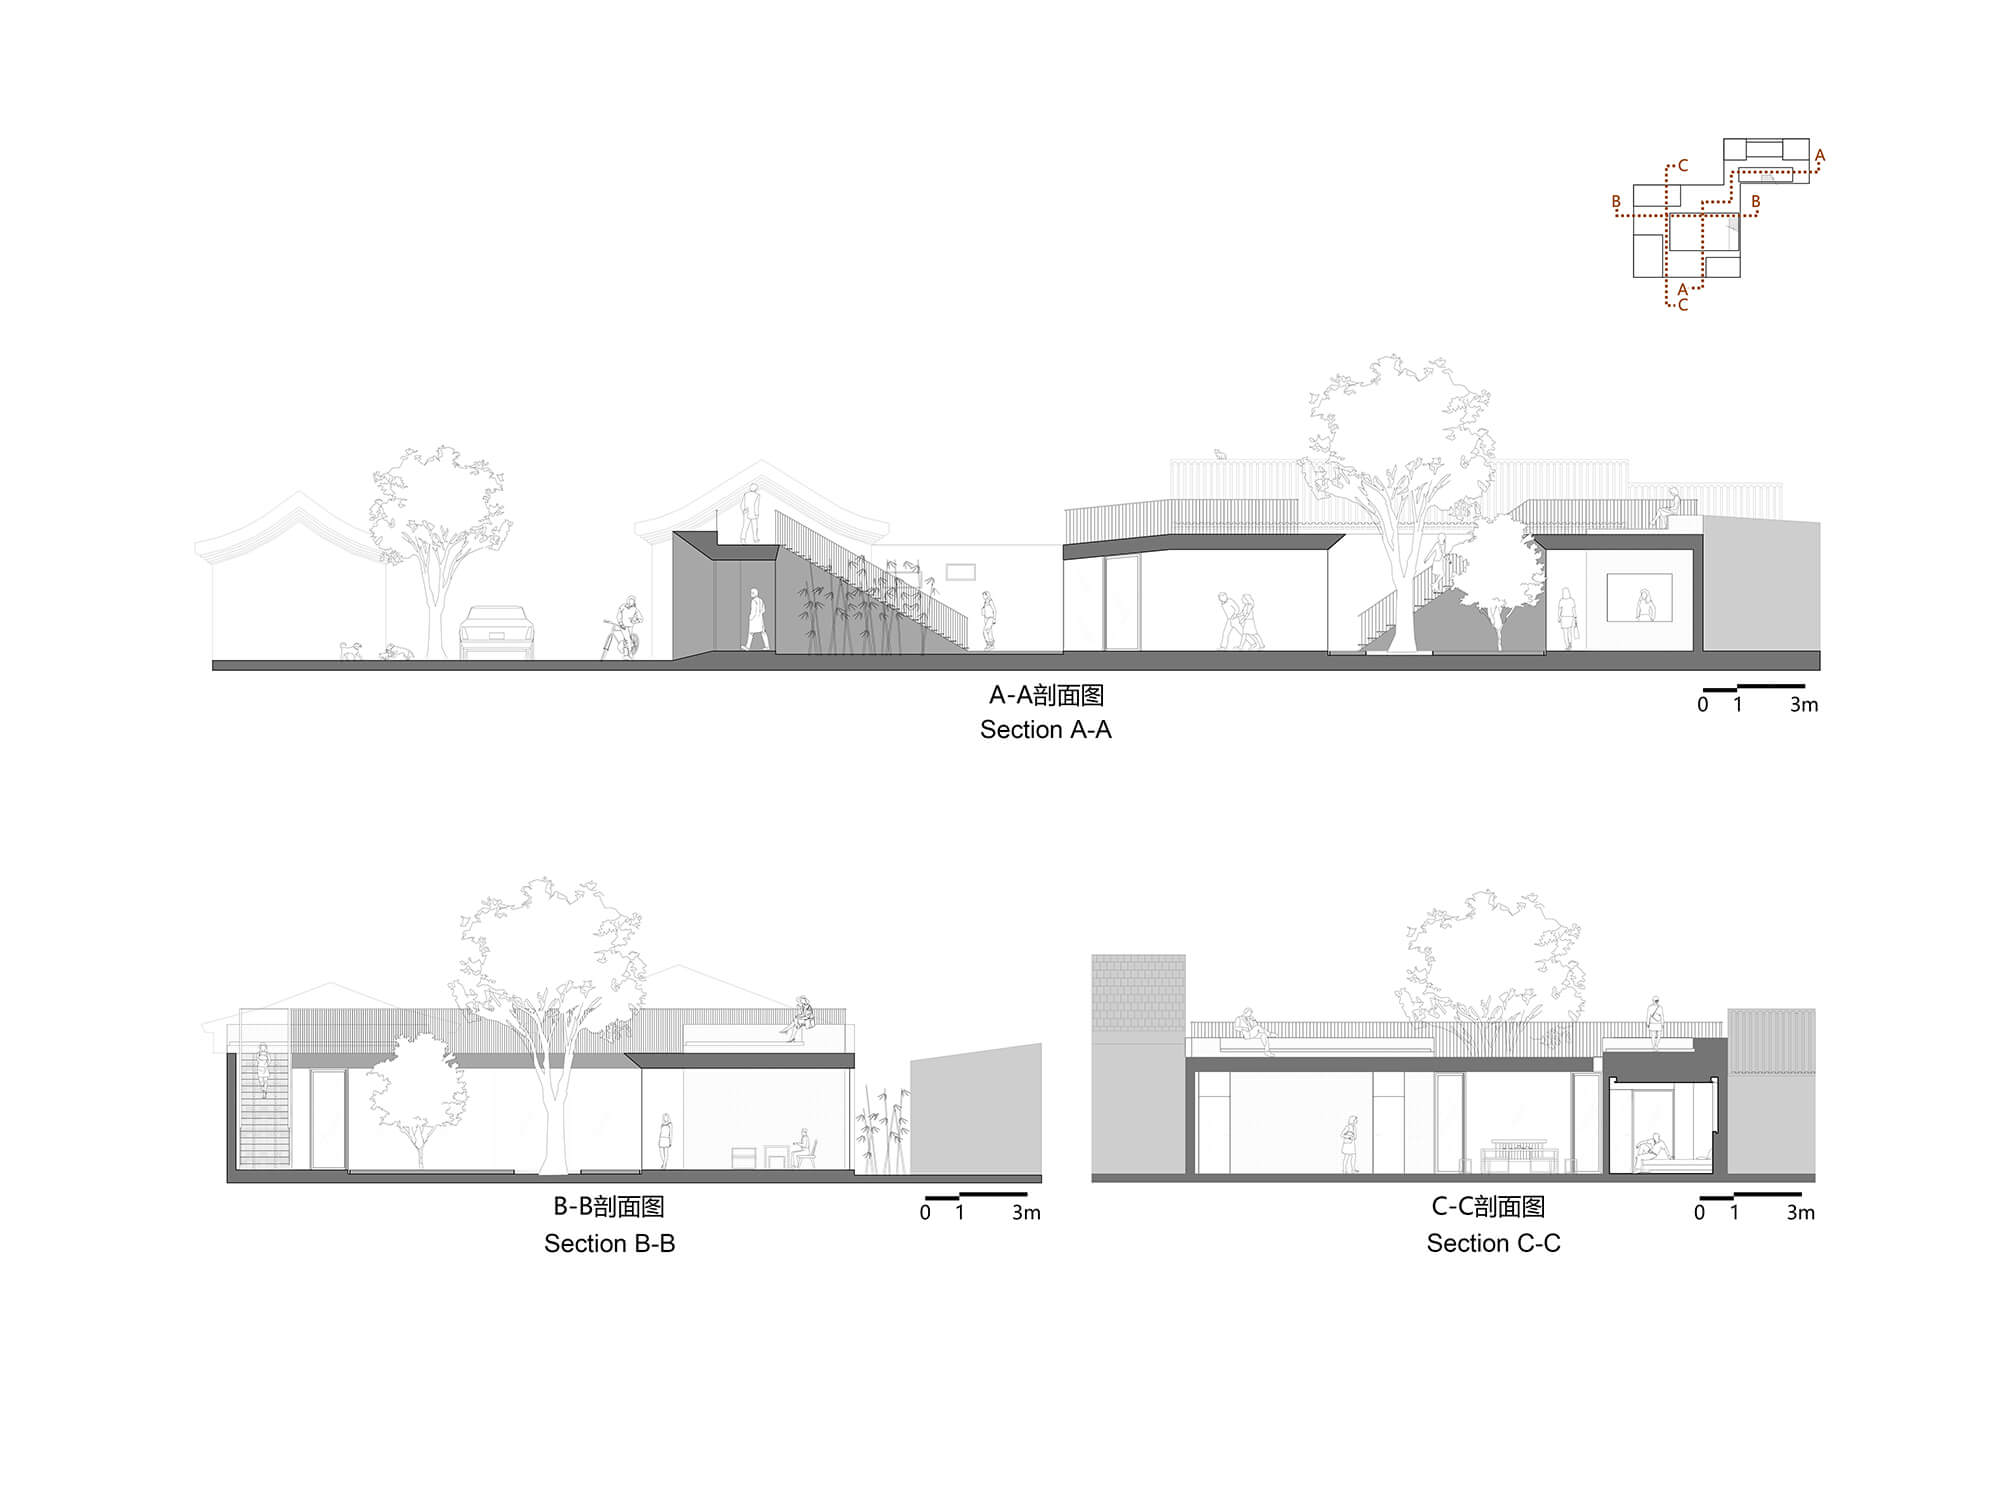 C
A
B
B
A
C
A-A剖面图
Section A-A
0 1 3m
B-B剖面图
Section B-B
0 1 3m
C-C剖面图
Section C-C
0 1 3m